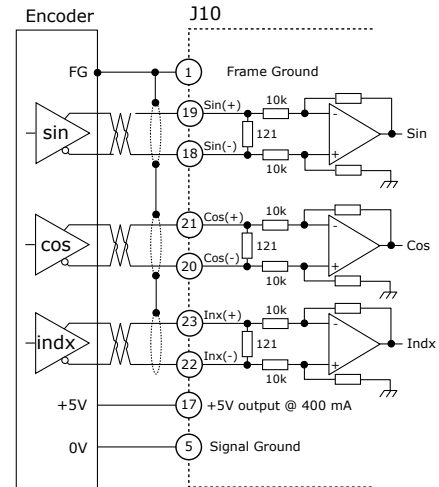 Encoder J10
FG 1 Frame Ground
19 Sin(+) 10k
sin 121 - Sin
18 Sin(-) +
10k
21 Cos(+) 10k
cos 121 - Cos
20 Cos(-) +
10k
23 Inx(+) 10k
indx 121 - Indx
22 Inx(-) +
10k
+5V 17 +5V output @ 400 mA
0V 5 Signal Ground